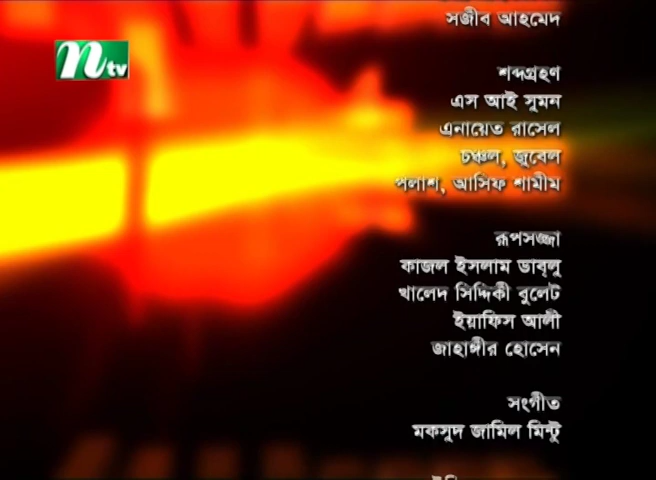 সজীব আহমেদ
ntv
শব্দগ্রহণ
এস আই সুমন
এনায়েত রাসেল
চঞ্চল, জুবেল
পলাশ, আসিফ শামীম
রূপসজ্জা
কাজল ইসলাম ডাবলু
খালেদ সিদ্দিকী বুলেট
ইয়াফিস আলী
জাহাঙ্গীর হোসেন
সংগীত
মকসুদ জামিল মিন্টু